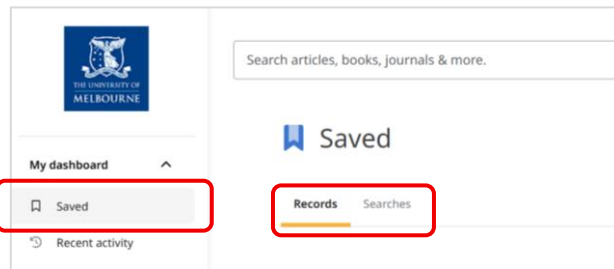 THE UNIVERSITY OF
MELBOURNE
Search articles, books, journals & more.
Saved
My dashboard
Saved
Records Searches
Recent activity